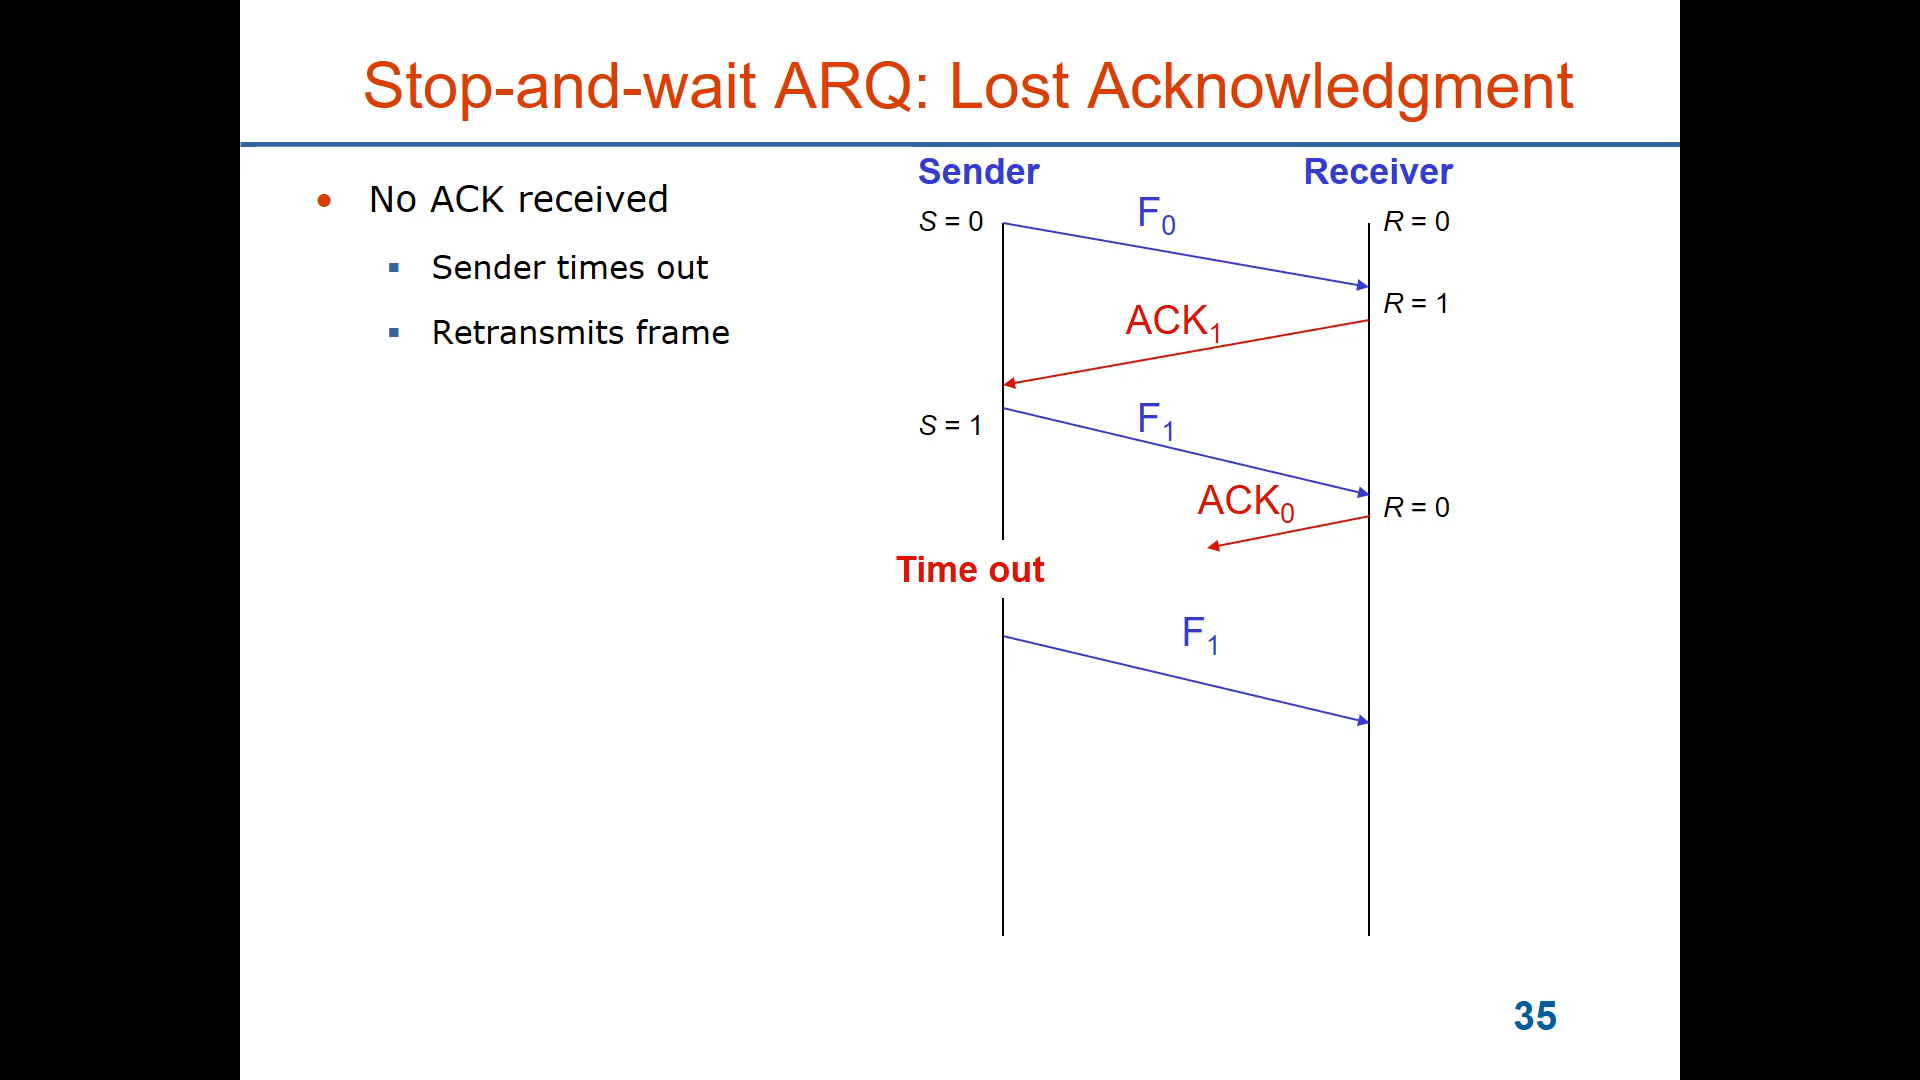 Stop-and-wait ARQ: Lost Acknowledgment
• No ACK received
▪ Sender times out
▪ Retransmits frame
Sender Receiver
S = 0 F₀ R = 0
R = 1
ACK₁
S = 1 F₁
ACK₀ R = 0
Time out
F₁
35